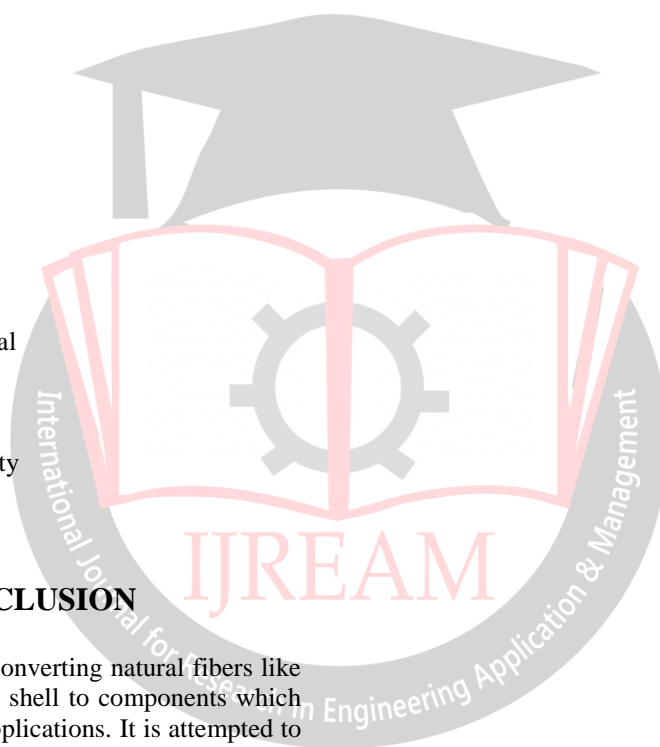 al
ty
CLUSION
onverting natural fibers like
shell to components which
plications. It is attempted to
International Journal for Research in Engineering Application & Management
IJREAM